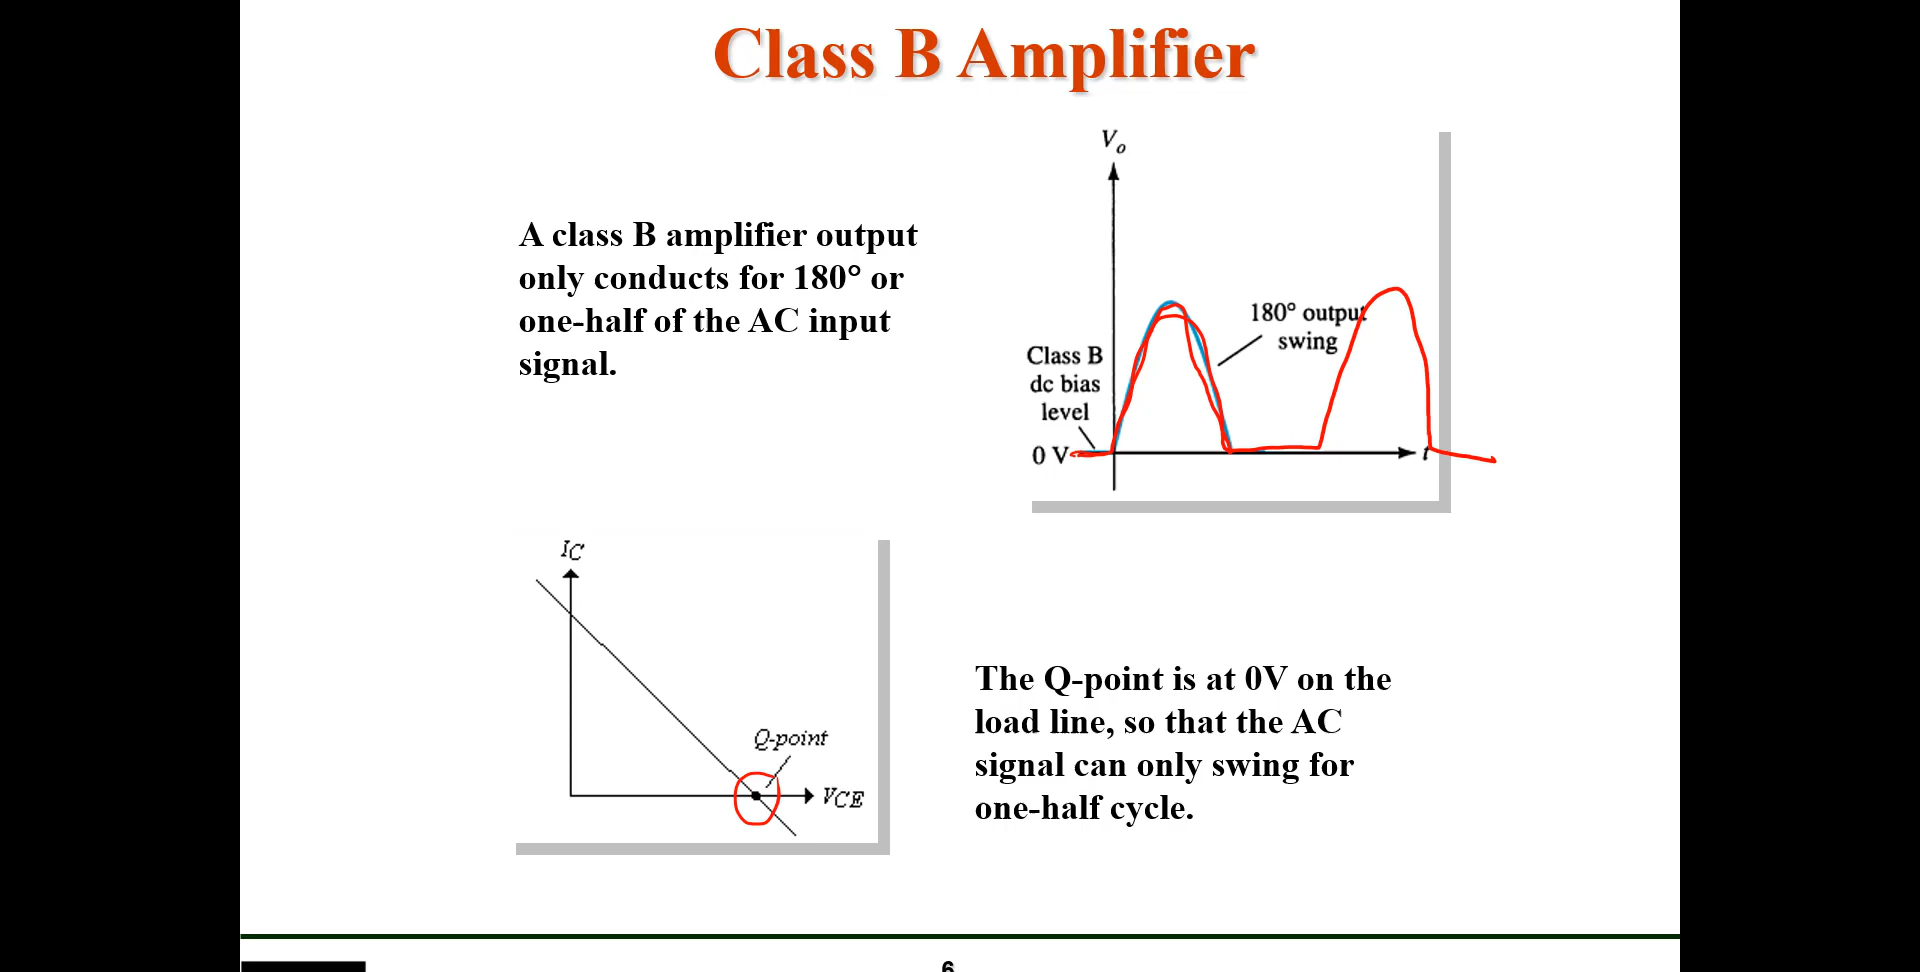 Class B Amplifier
A class B amplifier output
only conducts for 180° or
one-half of the AC input
signal.
Vo
180° output
swing
Class B
dc bias
level
0 V
t
IC
Q-point
VCE
The Q-point is at 0V on the
load line, so that the AC
signal can only swing for
one-half cycle.
6